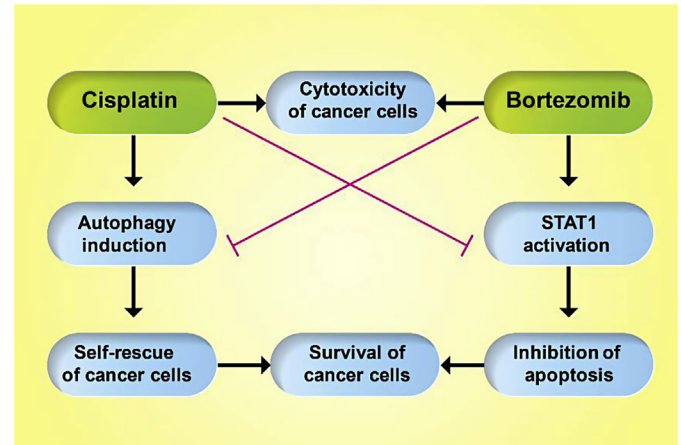 Cisplatin
Cytotoxicity
of cancer cells
Bortezomib
Autophagy
induction
STAT1
activation
Self-rescue
of cancer cells
Survival of
cancer cells
Inhibition of
apoptosis